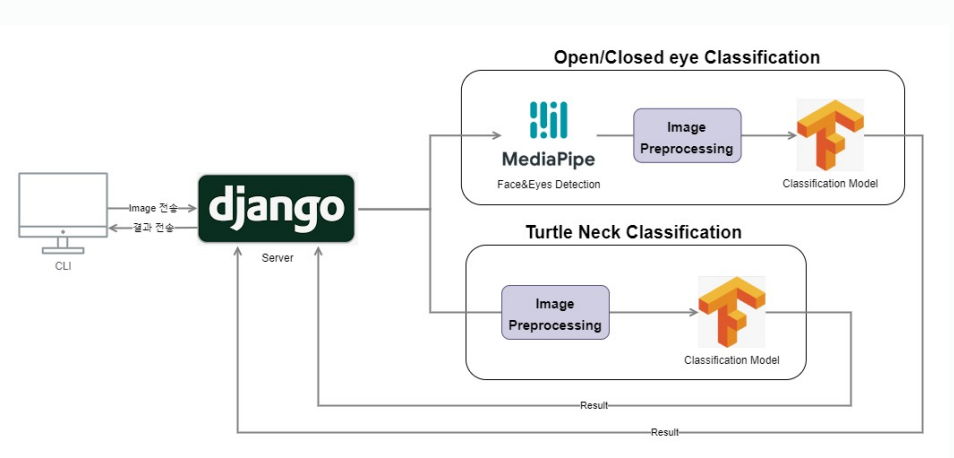 Open/Closed eye Classification
MediaPipe
Face&Eyes Detection
Image
Preprocessing
Classification Model
Image 전송
결과 전송
CLI
django
Server
Turtle Neck Classification
Image
Preprocessing
Classification Model
Result
Result